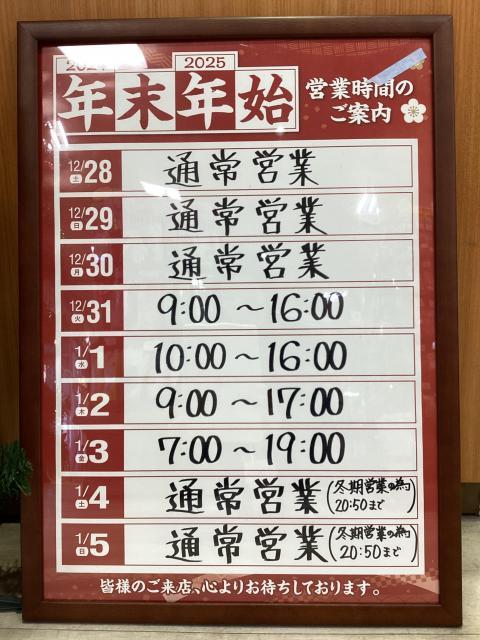 2024 2025
年末年始
営業時間の
ご案内
12/28 土 通常営業
12/29 日 通常営業
12/30 月 通常営業
12/31 火 9:00～16:00
1/1 水 10:00～16:00
1/2 木 9:00～17:00
1/3 金 7:00～19:00
1/4 土 通常営業 (冬期営業の為 20:50まで)
1/5 日 通常営業 (冬期営業の為 20:50まで)
皆様のご来店、心よりお待ちしております。